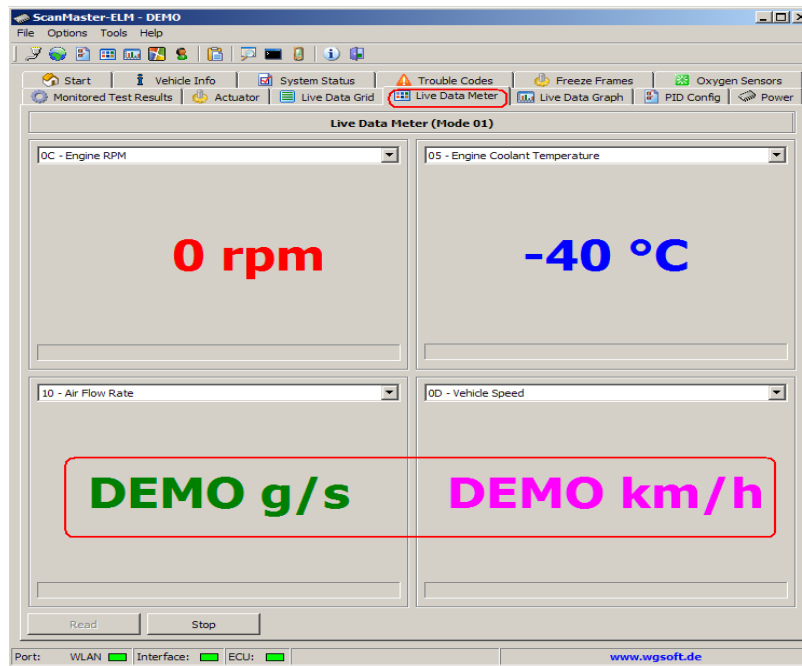 ScanMaster-ELM - DEMO
File Options Tools Help
Start Vehicle Info System Status Trouble Codes Freeze Frames Oxygen Sensors
Monitored Test Results Actuator Live Data Grid Live Data Meter Live Data Graph PID Config Power
Live Data Meter (Mode 01)
0C - Engine RPM 05 - Engine Coolant Temperature
0 rpm -40 °C
10 - Air Flow Rate 0D - Vehicle Speed
DEMO g/s DEMO km/h
Read Stop
Port: WLAN Interface: ECU: www.wgsoft.de